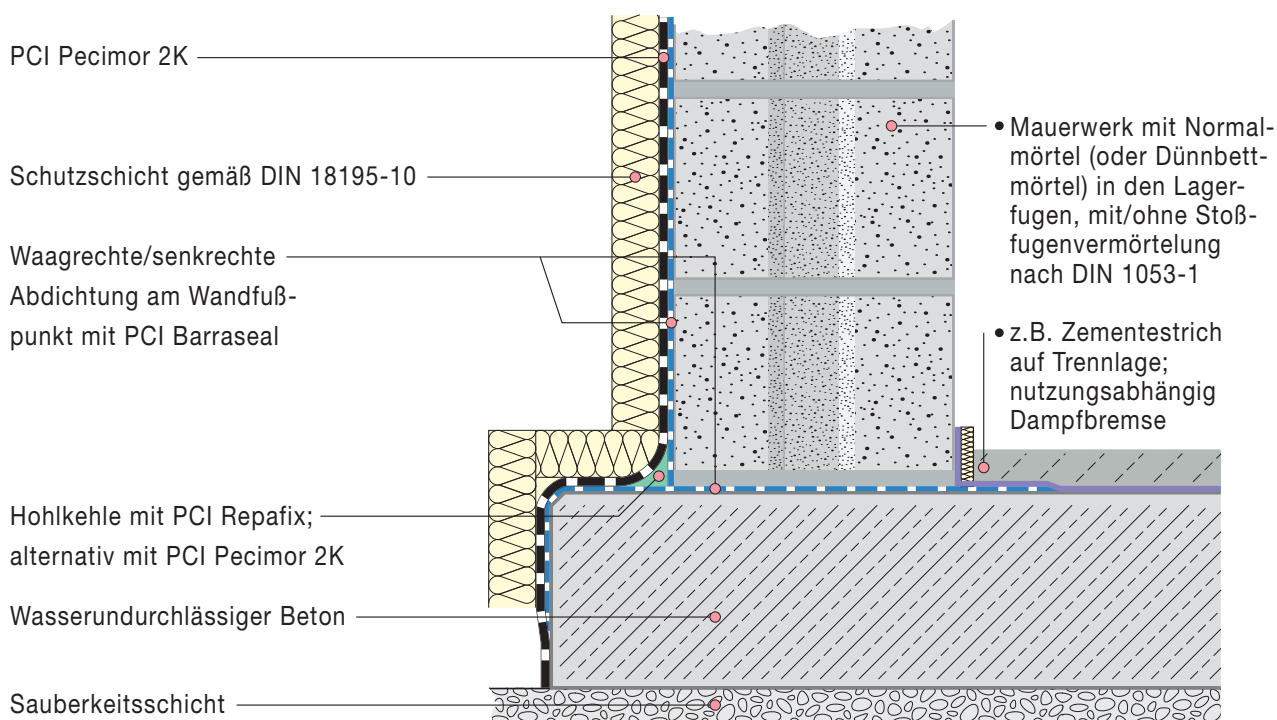 PCI Pecimor 2K
Schutzschicht gemäß DIN 18195-10
Waagrechte/senkrechte
Abdichtung am Wandfuß-
punkt mit PCI Barraseal
Hohlkehle mit PCI Repafix;
alternativ mit PCI Pecimor 2K
Wasserundurchlässiger Beton
Sauberkeitsschicht
• Mauerwerk mit Normal-
mörtel (oder Dünnbett-
mörtel) in den Lager-
fugen, mit/ohne Stoß-
fugenvermörtelung
nach DIN 1053-1
• z.B. Zementestrich
auf Trennlage;
nutzungsabhängig
Dampfbremse